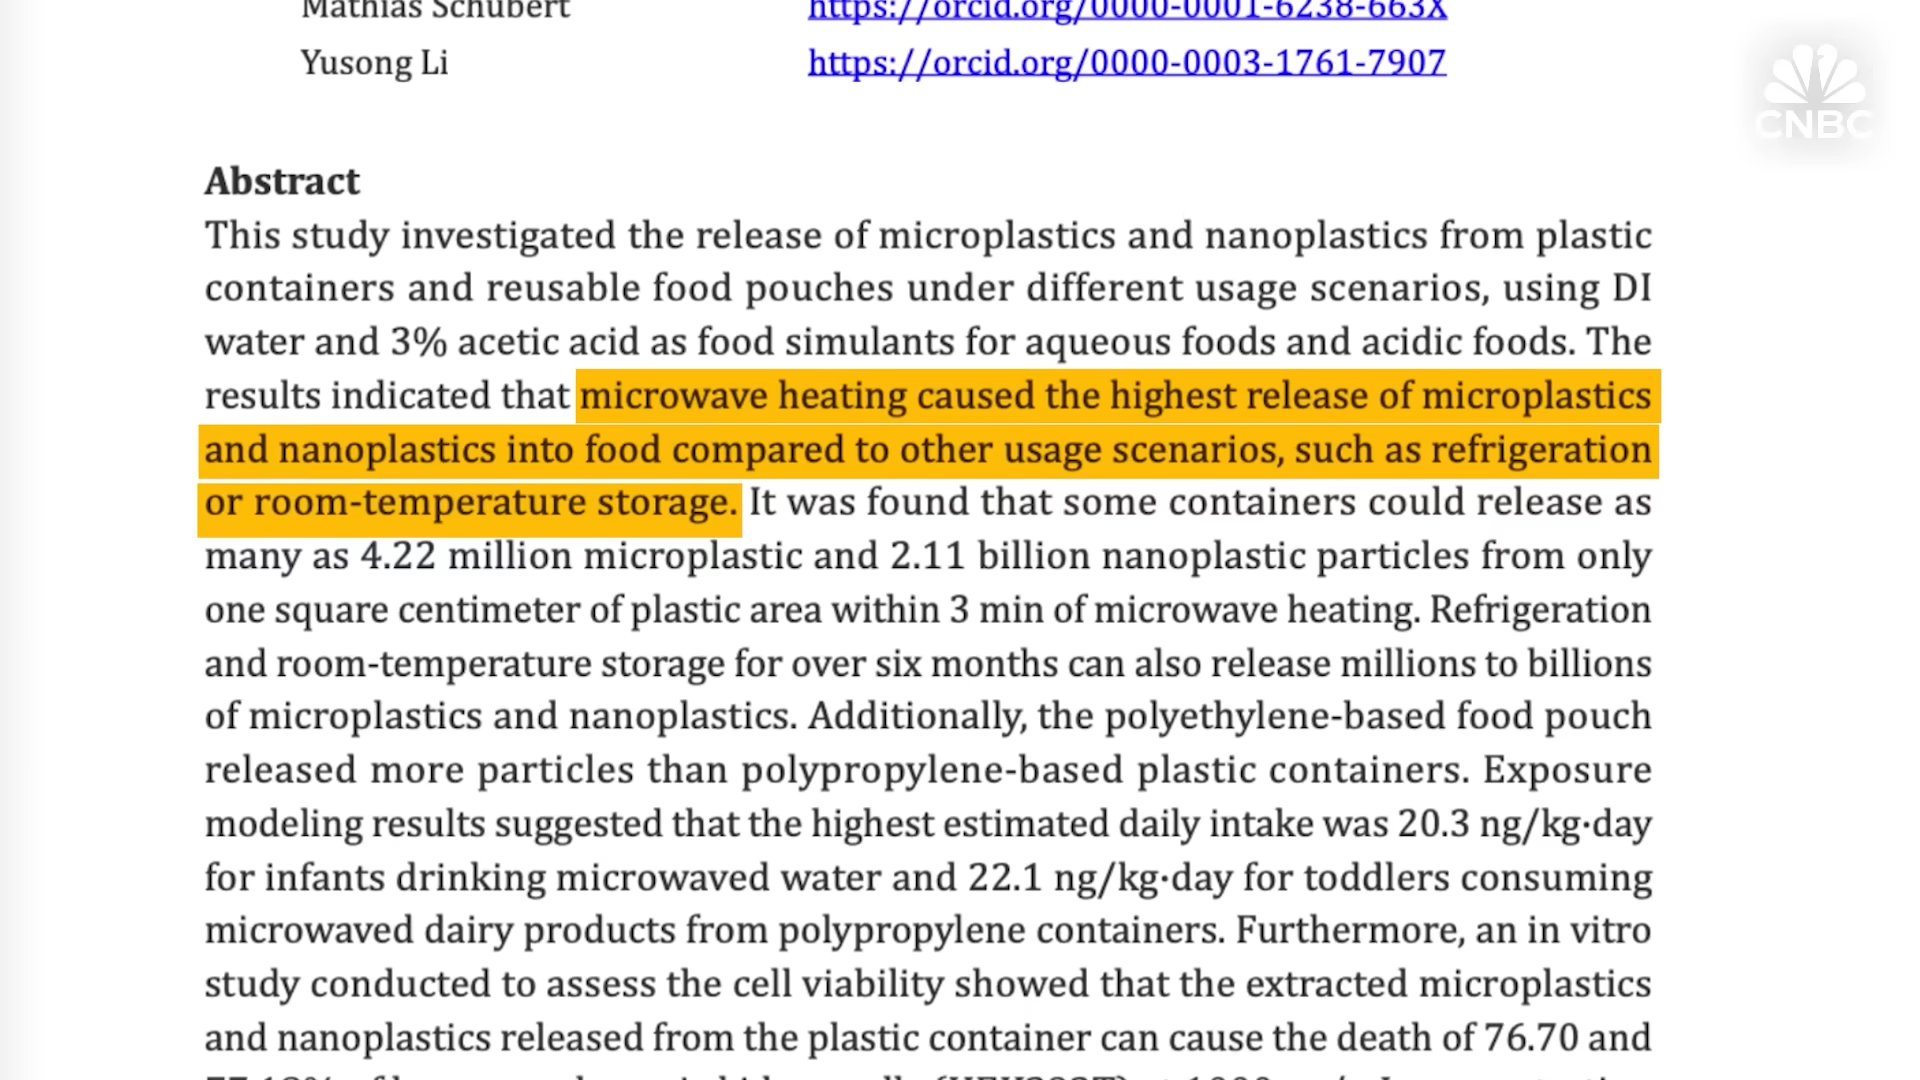 Mathias Schubert https://orcid.org/0000-0001-6238-663X
Yusong Li https://orcid.org/0000-0003-1761-7907
CNBC
Abstract
This study investigated the release of microplastics and nanoplastics from plastic
containers and reusable food pouches under different usage scenarios, using DI
water and 3% acetic acid as food simulants for aqueous foods and acidic foods. The
results indicated that microwave heating caused the highest release of microplastics
and nanoplastics into food compared to other usage scenarios, such as refrigeration
or room-temperature storage. It was found that some containers could release as
many as 4.22 million microplastic and 2.11 billion nanoplastic particles from only
one square centimeter of plastic area within 3 min of microwave heating. Refrigeration
and room-temperature storage for over six months can also release millions to billions
of microplastics and nanoplastics. Additionally, the polyethylene-based food pouch
released more particles than polypropylene-based plastic containers. Exposure
modeling results suggested that the highest estimated daily intake was 20.3 ng/kg·day
for infants drinking microwaved water and 22.1 ng/kg·day for toddlers consuming
microwaved dairy products from polypropylene containers. Furthermore, an in vitro
study conducted to assess the cell viability showed that the extracted microplastics
and nanoplastics released from the plastic container can cause the death of 76.70 and